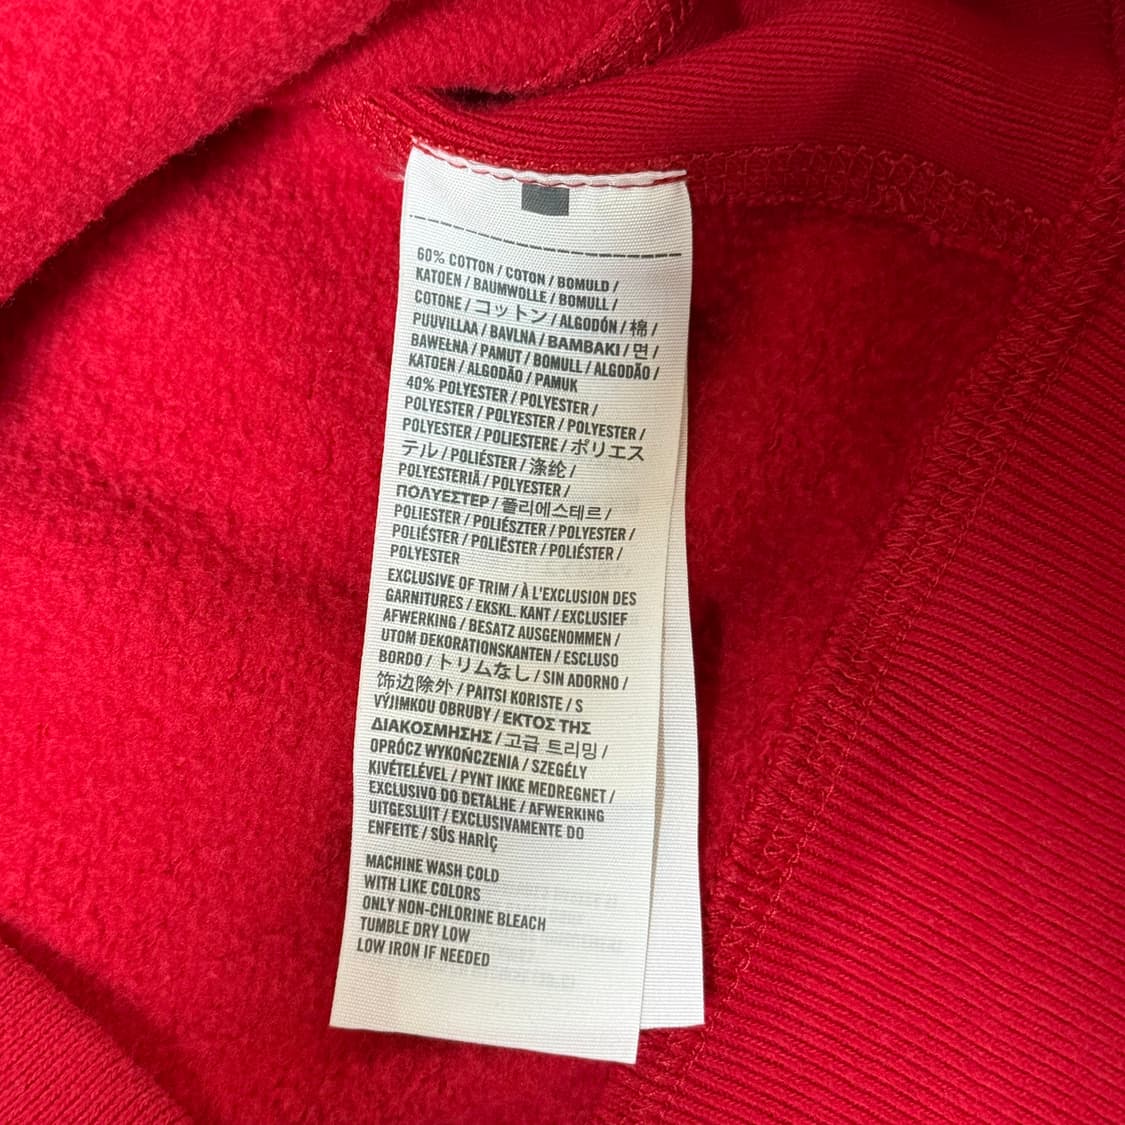 60% COTTON / COTON / BOMULD /
KATOEN / BAUMWOLLE / BOMULL /
COTONE / コットン / ALGODÓN / 棉 /
PUUVILLAA / BAVLNA / ΒΑΜΒΑΚΙ / 면 /
BAWEŁNA / PAMUT / BOMULL / ALGODÃO /
KATOEN / ALGODÃO / PAMUK
40% POLYESTER / POLYESTER /
POLYESTER / POLYESTER / POLYESTER /
POLYESTER / POLIESTERE / ポリエス
テル / POLIÉSTER / 涤纶 /
POLYESTERIÄ / POLYESTER /
ΠΟΛΥΕΣΤΕΡ / 폴리에스테르 /
POLIESTER / POLIÉSZTER / POLYESTER /
POLIÉSTER / POLIËSTER / POLIÉSTER /
POLYESTER
EXCLUSIVE OF TRIM / À L'EXCLUSION DES
GARNITURES / EKSKL. KANT / EXCLUSIEF
AFWERKING / BESATZ AUSGENOMMEN /
UTOM DEKORATIONSKANTEN / ESCLUSO
BORDO / トリムなし / SIN ADORNO /
饰边除外 / PAITSI KORISTE / S
VÝJIMKOU OBRUBY / ΕΚΤΟΣ ΤΗΣ
ΔΙΑΚΟΣΜΗΣΗΣ / 고급 트리밍 /
OPRÓCZ WYKOŃCZENIA / SZEGÉLY
KIVÉTELÉVEL / PYNT IKKE MEDREGNET /
EXCLUSIVO DO DETALHE / AFWERKING
UITGESLUIT / EXCLUSIVAMENTE DO
ENFEITE / SÜS HARİÇ
MACHINE WASH COLD
WITH LIKE COLORS
ONLY NON-CHLORINE BLEACH
TUMBLE DRY LOW
LOW IRON IF NEEDED